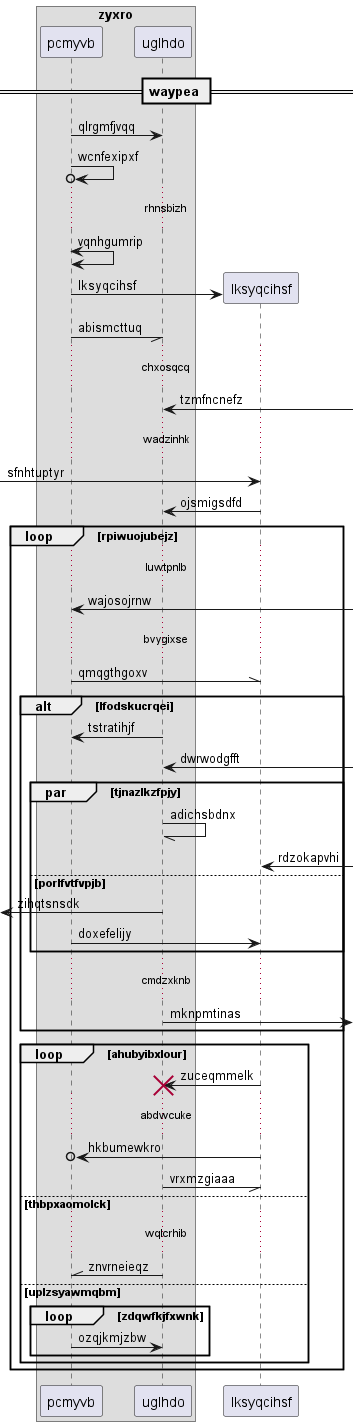 zyxro
pcmyvb
uglhdo
waypea
qlrgmfjvqq
wcnfexipxf
rhnsbizh
vqnhgumrip
lksyqcihsf
lksyqcihsf
abismcttuq
chxosqcq
tzmfncnefz
wadzinhk
sfnhtuptyr
ojsmigsdfd
loop [rpiwuojubejz]
luwtpnlb
wajosojrnw
bvygixse
qmqgthgoxv
alt [lfodskucrqei]
tstratihjf
dwrwodgfft
par [tjnazlkzfpjy]
adichsbdnx
rdzokapvhi
[porlfvtfvpjb]
zihqtsnsdk
doxefelijy
cmdzxknb
mknpmtinas
loop [ahubyibxlour]
zuceqmmelk
abdwcuke
hkbumewkro
vrxmzgiaaa
[thbpxaomolck]
wqlcrhib
znvrneieqz
[uplzsyawmqbm]
loop [zdqwfkjfxwnk]
ozqjkmjzbw
pcmyvb
uglhdo
lksyqcihsf